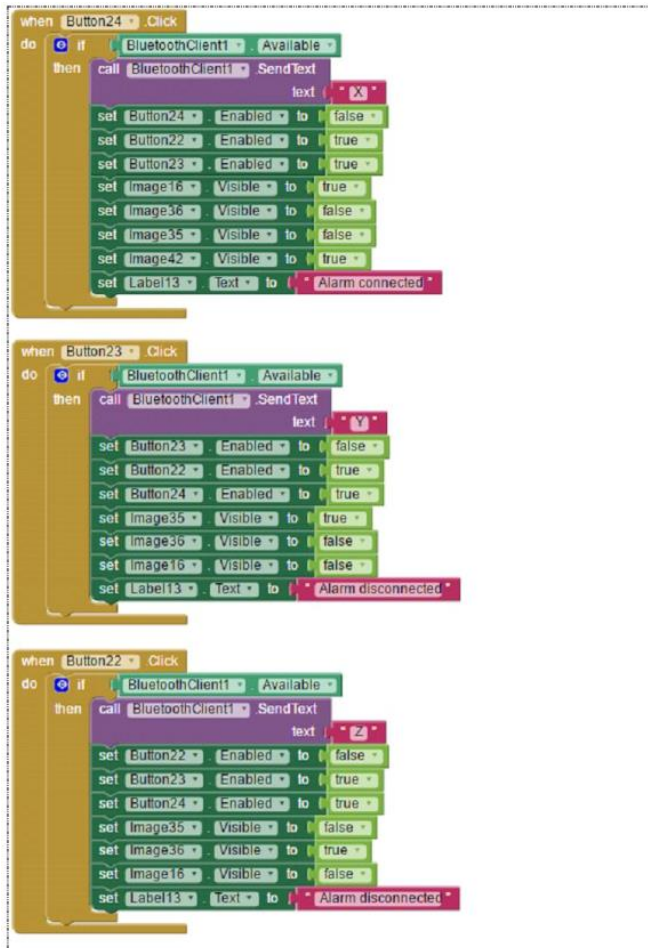 when Button24 .Click
do if BluetoothClient1 . Available
then call BluetoothClient1 .SendText
text " X "
set Button24 . Enabled to false
set Button22 . Enabled to true
set Button23 . Enabled to true
set Image16 . Visible to true
set Image36 . Visible to false
set Image35 . Visible to false
set Image42 . Visible to true
set Label13 . Text to " Alarm connected "
when Button23 .Click
do if BluetoothClient1 . Available
then call BluetoothClient1 .SendText
text " Y "
set Button23 . Enabled to false
set Button22 . Enabled to true
set Button24 . Enabled to true
set Image35 . Visible to true
set Image36 . Visible to false
set Image16 . Visible to false
set Label13 . Text to " Alarm disconnected "
when Button22 .Click
do if BluetoothClient1 . Available
then call BluetoothClient1 .SendText
text " Z "
set Button22 . Enabled to false
set Button23 . Enabled to true
set Button24 . Enabled to true
set Image35 . Visible to false
set Image36 . Visible to true
set Image16 . Visible to false
set Label13 . Text to " Alarm disconnected "